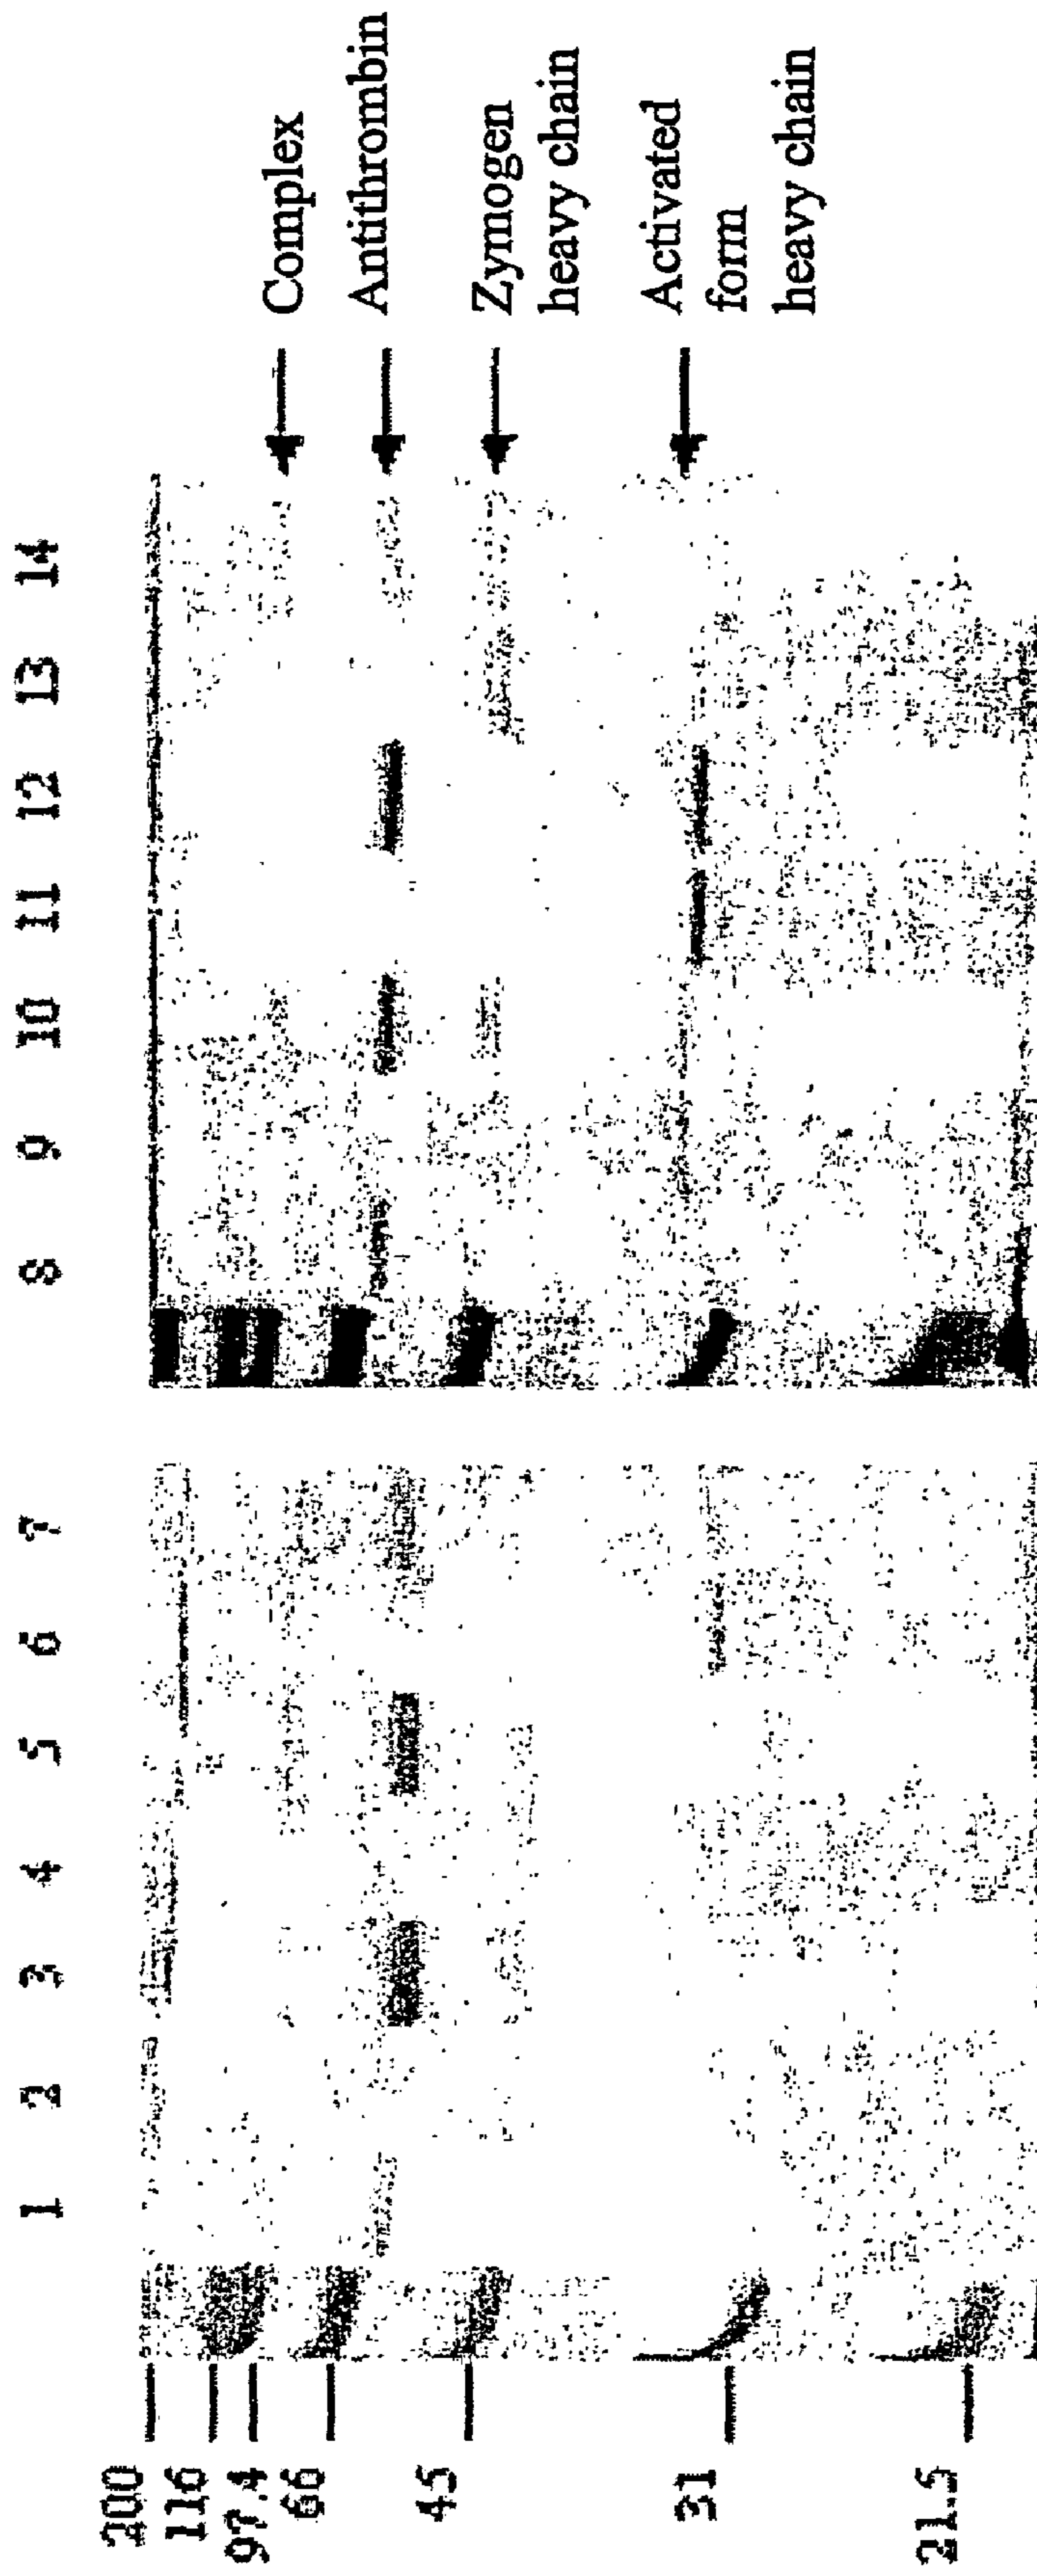 1 2 3 4 5 6 7 8 9 10 11 12 13 14
200
116
97.4
66
45
31
21.5
Complex
Antithrombin
Zymogen
heavy chain
Activated
form
heavy chain